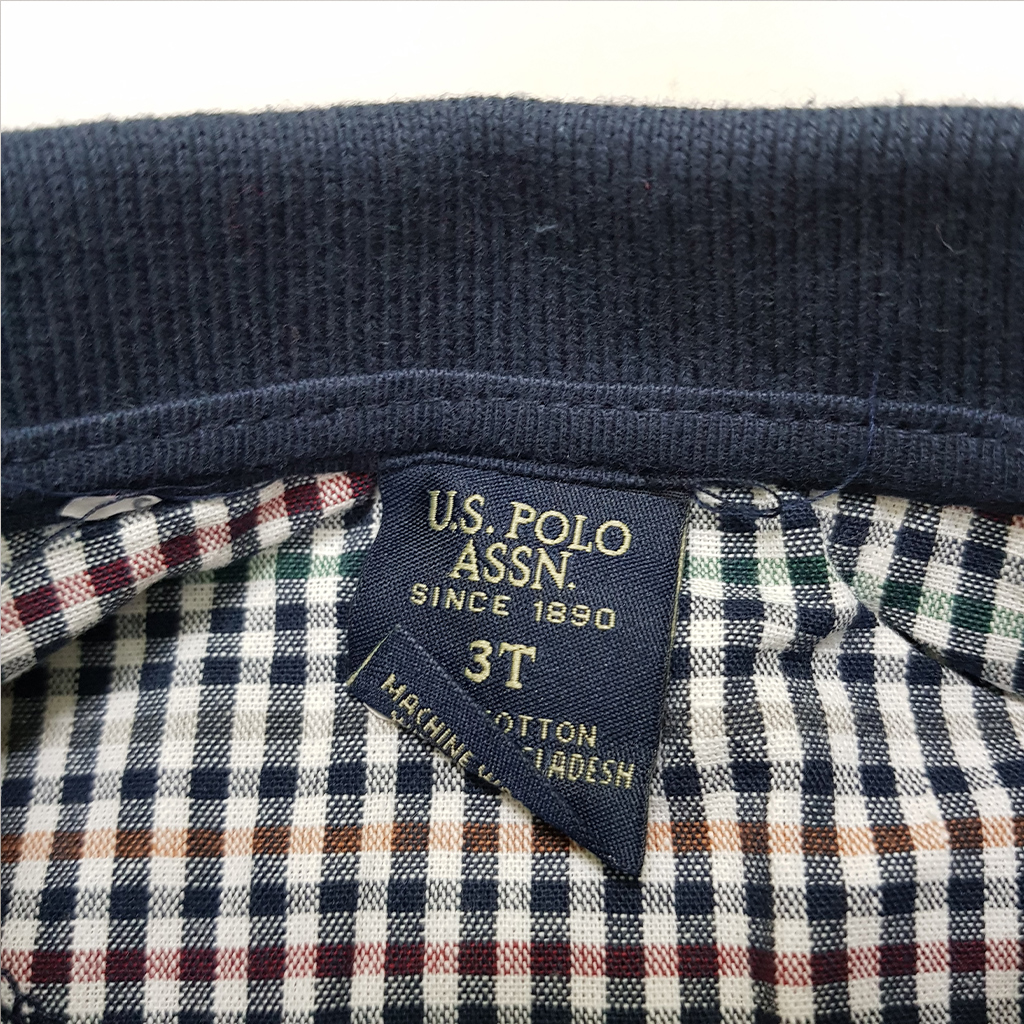 U.S. POLO
ASSN.
SINCE 1890
3T
OTTON
LADESH
MACHINE